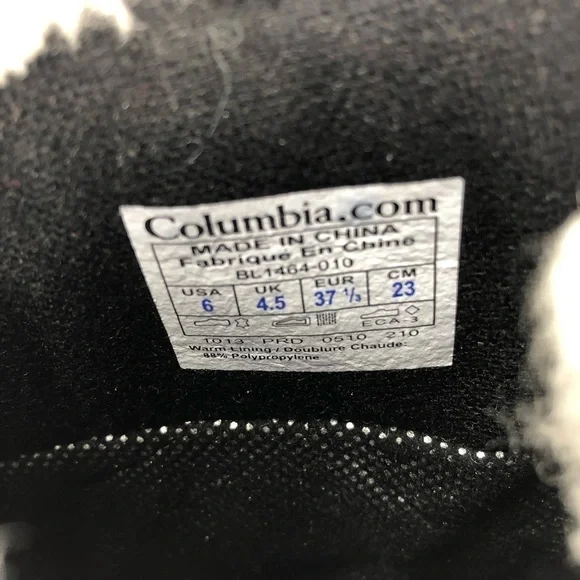 Columbia.com
MADE IN CHINA
Fabrique En Chine
BL1464-010
USA UK EUR CM
6 4.5 37 1/3 23
ECA-3
1013 PRD 0510 210
Warm Lining / Doublure Chaude:
88% Polypropylene